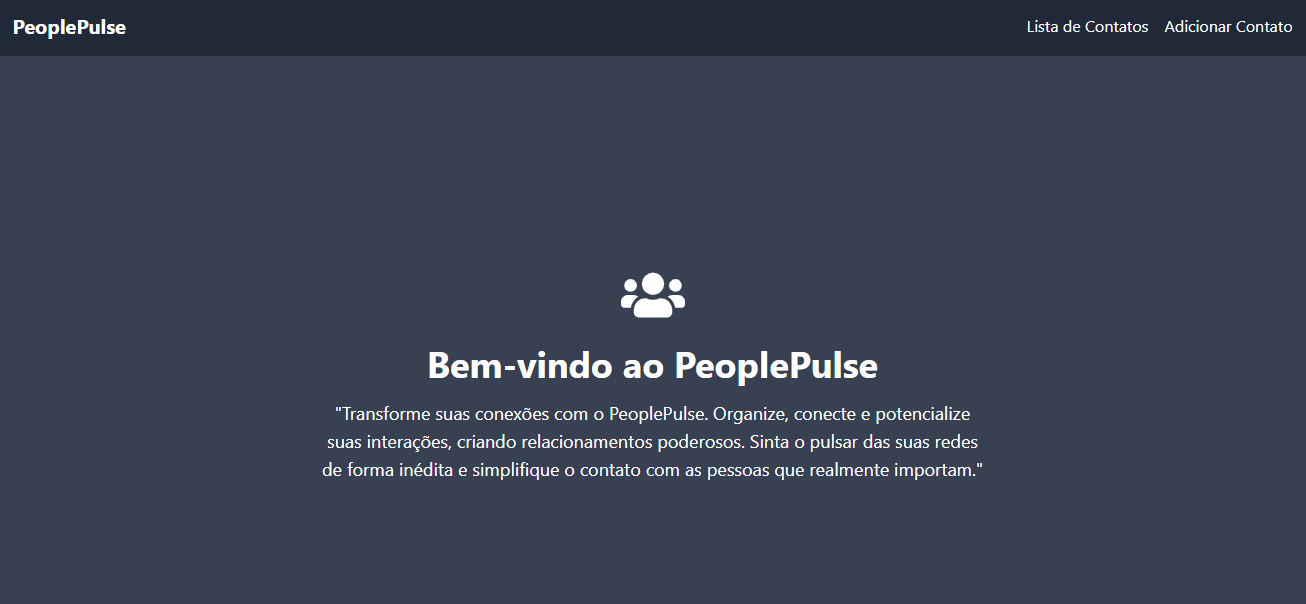 PeoplePulse
Lista de Contatos Adicionar Contato
Bem-vindo ao PeoplePulse
"Transforme suas conexões com o PeoplePulse. Organize, conecte e potencialize
suas interações, criando relacionamentos poderosos. Sinta o pulsar das suas redes
de forma inédita e simplifique o contato com as pessoas que realmente importam."